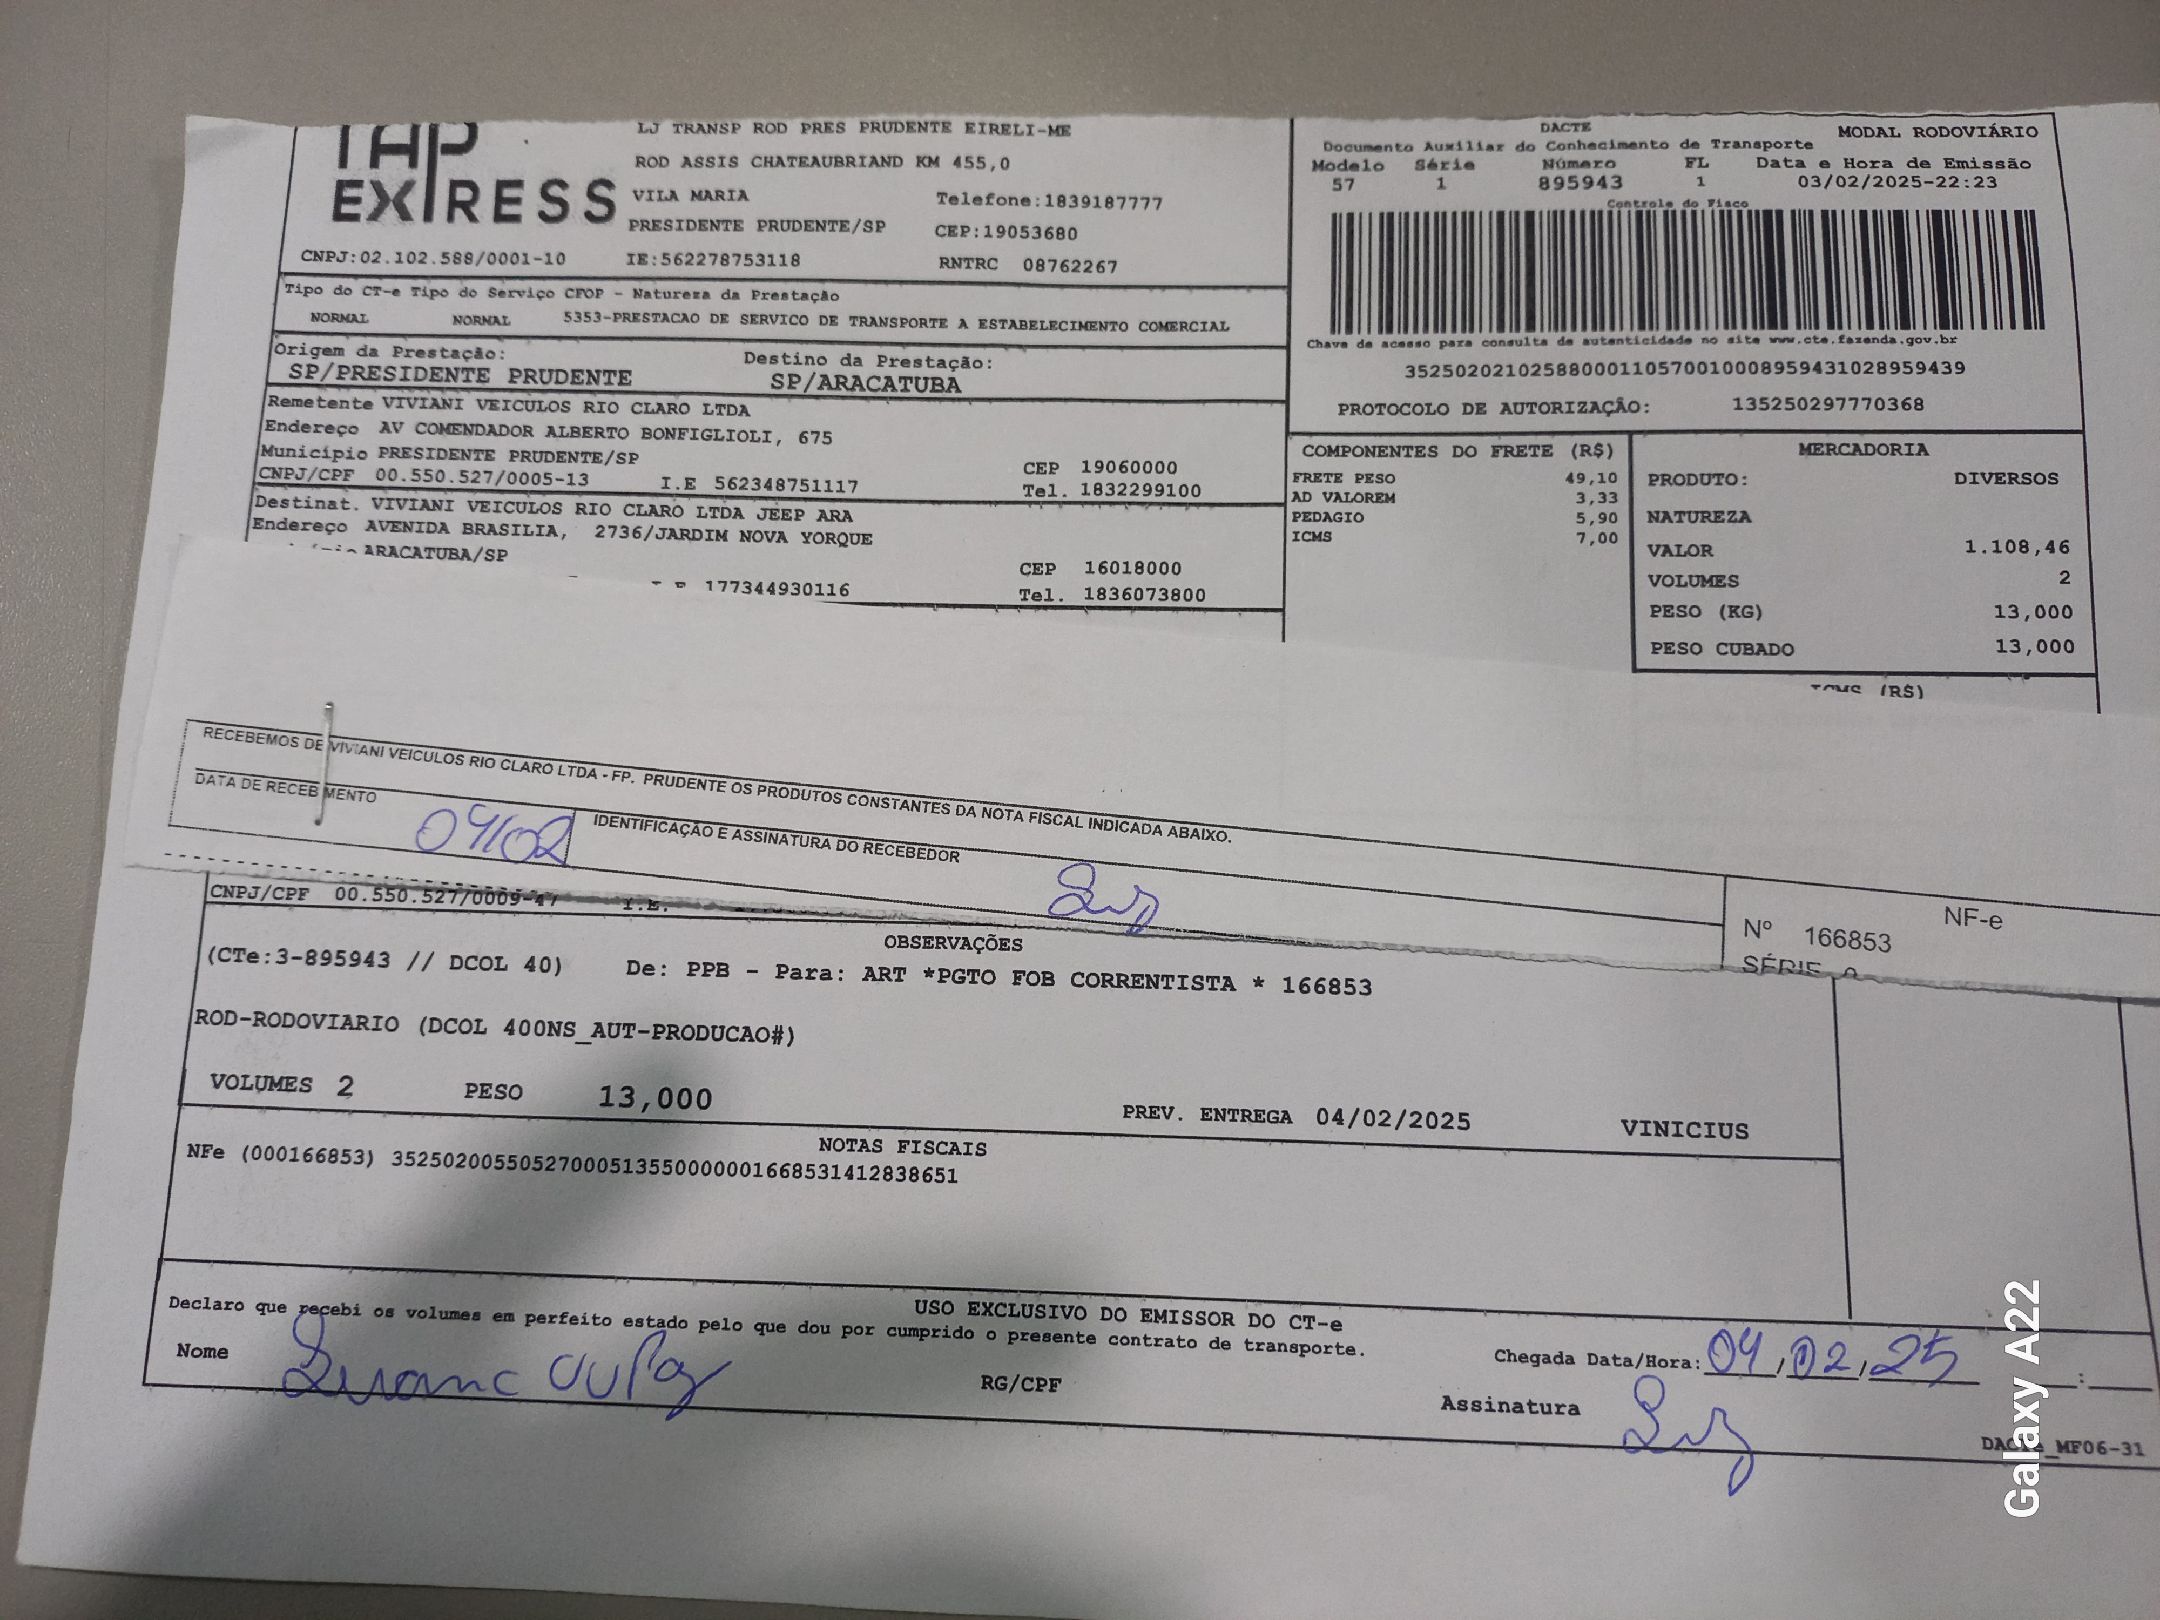 TAP
EXPRESS
LJ TRANSP ROD PRES PRUDENTE EIRELI-ME
ROD ASSIS CHATEAUBRIAND KM 455,0
VILA MARIA Telefone:1839187777
PRESIDENTE PRUDENTE/SP CEP:19053680
CNPJ:02.102.588/0001-10 IE:562278753118 RNTRC 08762267
DACTE MODAL RODOVIÁRIO
Documento Auxiliar do Conhecimento de Transporte
Modelo Série Número FL Data e Hora de Emissão
57 1 895943 1 03/02/2025-22:23
Controle do Fisco
Chave de acesso para consulta de autenticidade no site www.cte.fazenda.gov.br
35250202102588000110570010008959431028959439
PROTOCOLO DE AUTORIZAÇÃO: 135250297770368
Tipo do CT-e Tipo do Serviço CFOP - Natureza da Prestação
NORMAL NORMAL 5353-PRESTACAO DE SERVICO DE TRANSPORTE A ESTABELECIMENTO COMERCIAL
Origem da Prestação: Destino da Prestação:
SP/PRESIDENTE PRUDENTE SP/ARACATUBA
Remetente VIVIANI VEICULOS RIO CLARO LTDA
Endereço AV COMENDADOR ALBERTO BONFIGLIOLI, 675
Município PRESIDENTE PRUDENTE/SP CEP 19060000
CNPJ/CPF 00.550.527/0005-13 I.E 562348751117 Tel. 1832299100
Destinat. VIVIANI VEICULOS RIO CLARO LTDA JEEP ARA
Endereço AVENIDA BRASILIA, 2736/JARDIM NOVA YORQUE
ARACATUBA/SP CEP 16018000
177344930116 Tel. 1836073800
COMPONENTES DO FRETE (R$)
FRETE PESO 49,10
AD VALOREM 3,33
PEDAGIO 5,90
ICMS 7,00
MERCADORIA
PRODUTO: DIVERSOS
NATUREZA
VALOR 1.108,46
VOLUMES 2
PESO (KG) 13,000
PESO CUBADO 13,000
ICMS (R$)
RECEBEMOS DE VIVIANI VEICULOS RIO CLARO LTDA - FP. PRUDENTE OS PRODUTOS CONSTANTES DA NOTA FISCAL INDICADA ABAIXO.
DATA DE RECEBIMENTO 04/02 IDENTIFICAÇÃO E ASSINATURA DO RECEBEDOR
NF-e
Nº 166853
SÉRIE 0
CNPJ/CPF 00.550.527/0009-47 I.E.
OBSERVAÇÕES
(CTe:3-895943 // DCOL 40) De: PPB - Para: ART *PGTO FOB CORRENTISTA * 166853
ROD-RODOVIARIO (DCOL 400NS_AUT-PRODUCAO#)
VOLUMES 2 PESO 13,000 PREV. ENTREGA 04/02/2025 VINICIUS
NOTAS FISCAIS
NFe (000166853) 35250200550527000513550000001668531412838651
USO EXCLUSIVO DO EMISSOR DO CT-e
Declaro que recebi os volumes em perfeito estado pelo que dou por cumprido o presente contrato de transporte.
Nome RG/CPF Chegada Data/Hora: 04, 02, 25 :
Assinatura
DACTE_MF06-31
Galaxy A22